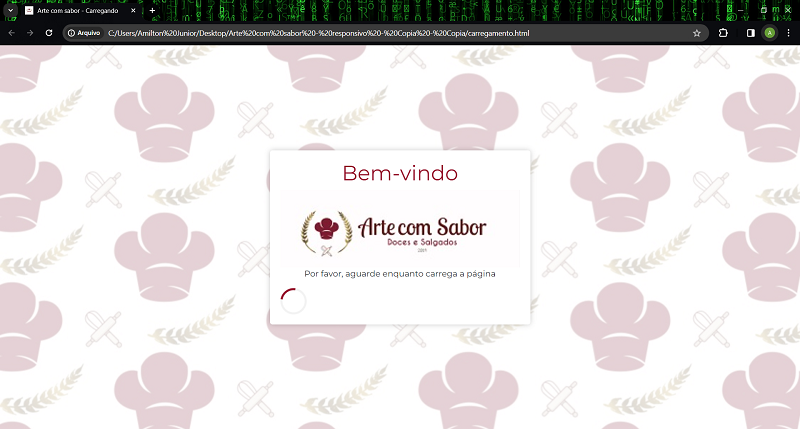 Arte com sabor - Carregando
Arquivo
C:/Users/Amilton%20Junior/Desktop/Arte%20com%20sabor%20-%20responsivo%20-%20Copia%20-%20Copia/carregamento.html
A
Bem-vindo
Arte com Sabor
Doces e Salgados
Por favor, aguarde enquanto carrega a página